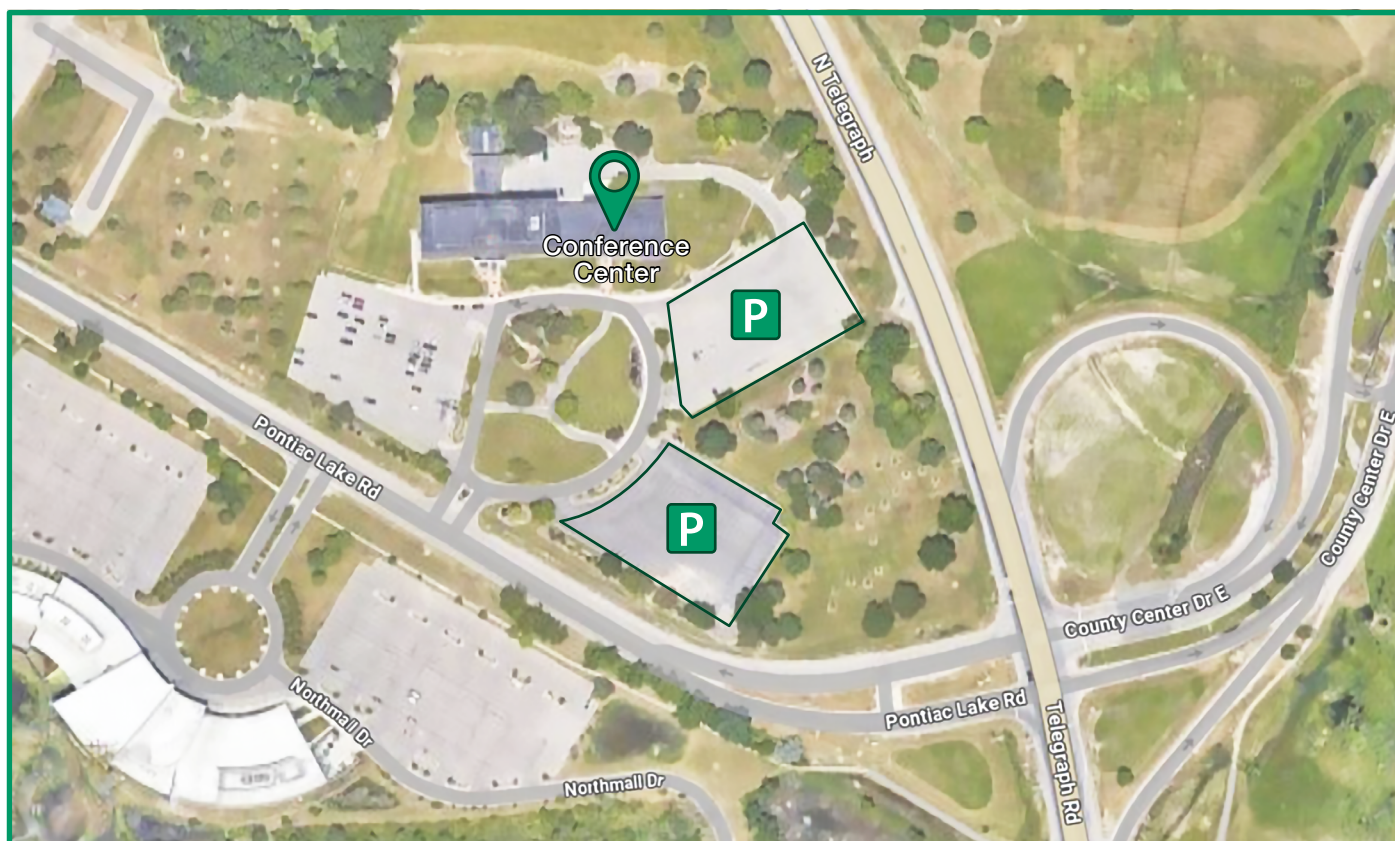 N Telegraph
Conference
Center
P
Pontiac Lake Rd
P
County Center Dr E
County Center Dr E
Pontiac Lake Rd
Northmall Dr
Telegraph Rd
Northmall Dr